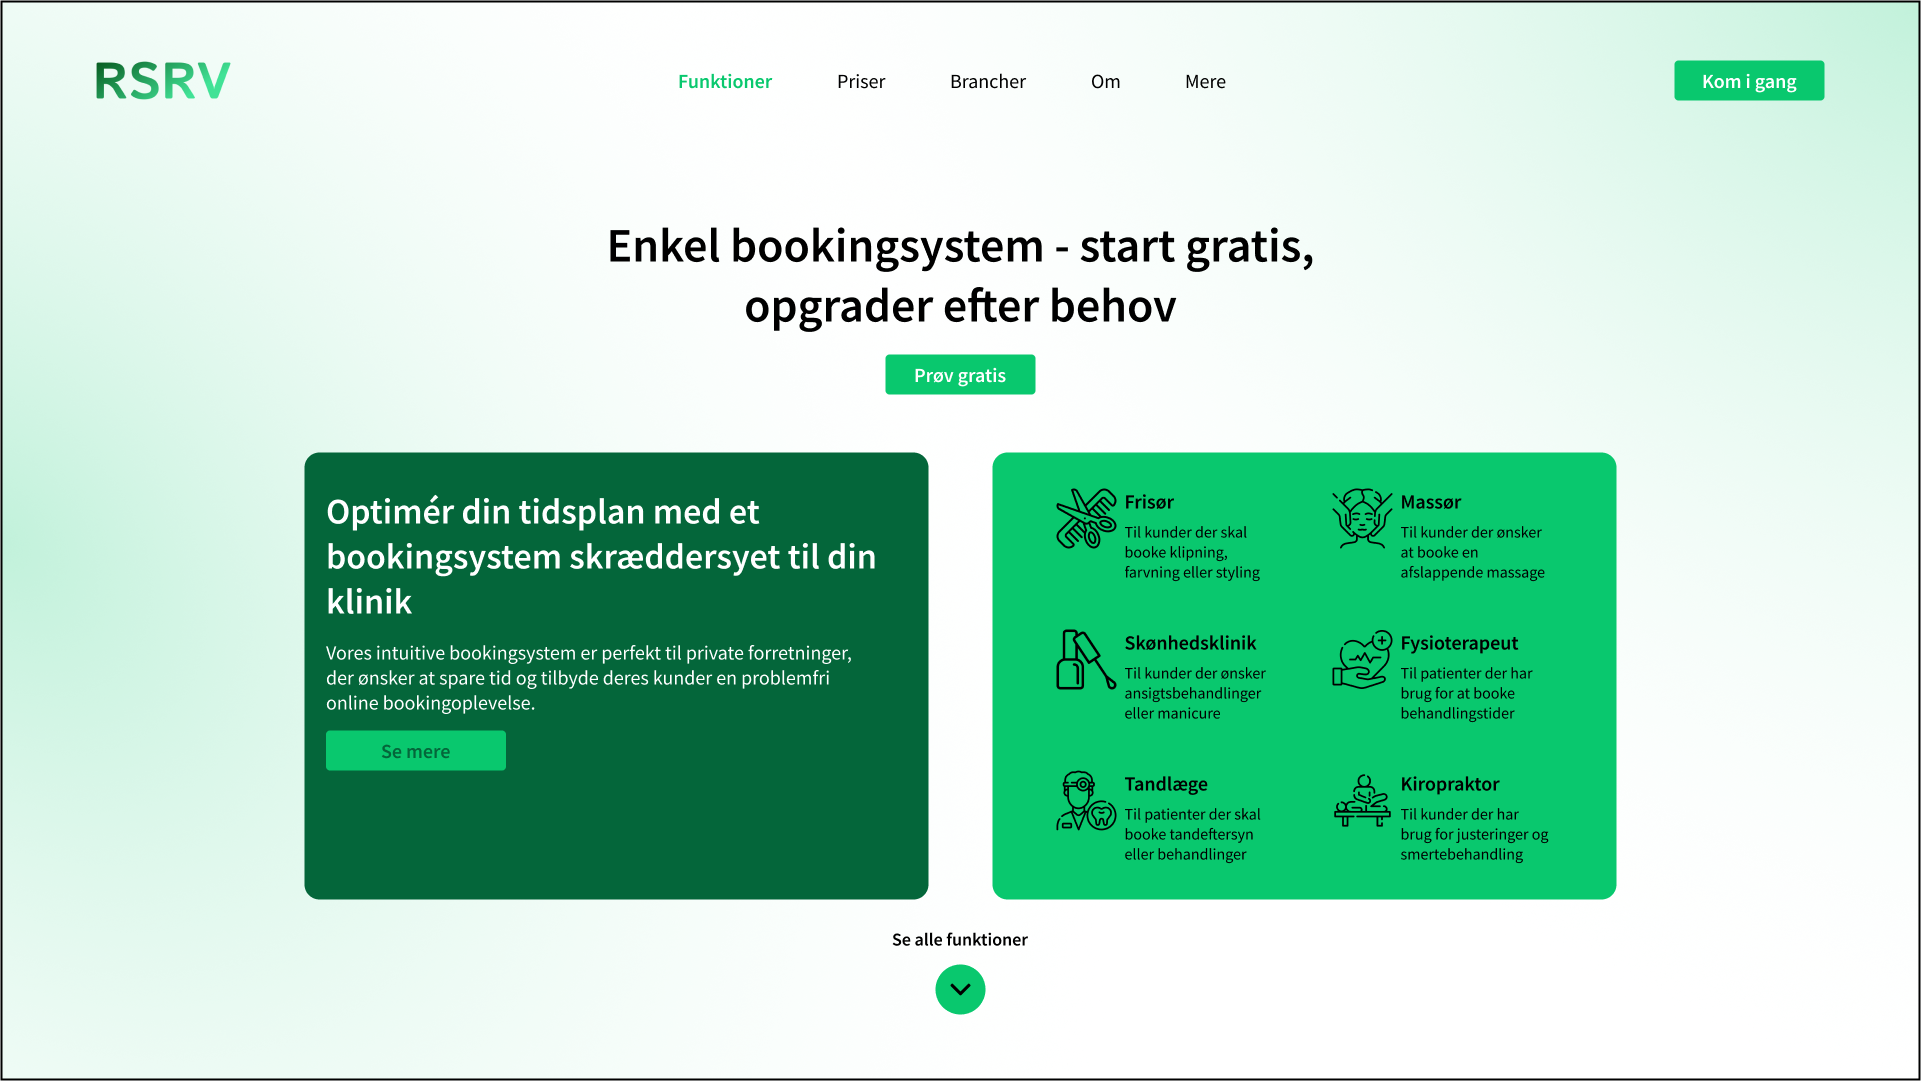 RSRV
Funktioner
Priser
Brancher
Om
Mere
Kom i gang
Enkel bookingsystem - start gratis,
opgrader efter behov
Prøv gratis
Optimér din tidsplan med et
bookingsystem skræddersyet til din
klinik
Vores intuitive bookingsystem er perfekt til private forretninger,
der ønsker at spare tid og tilbyde deres kunder en problemfri
online bookingoplevelse.
Se mere
Frisør
Til kunder der skal
booke klipning,
farvning eller styling
Massør
Til kunder der ønsker
at booke en
afslappende massage
Skønhedsklinik
Til kunder der ønsker
ansigtsbehandlinger
eller manicure
Fysioterapeut
Til patienter der har
brug for at booke
behandlingstider
Tandlæge
Til patienter der skal
booke tandeftersyn
eller behandlinger
Kiropraktor
Til kunder der har
brug for justeringer og
smertebehandling
Se alle funktioner